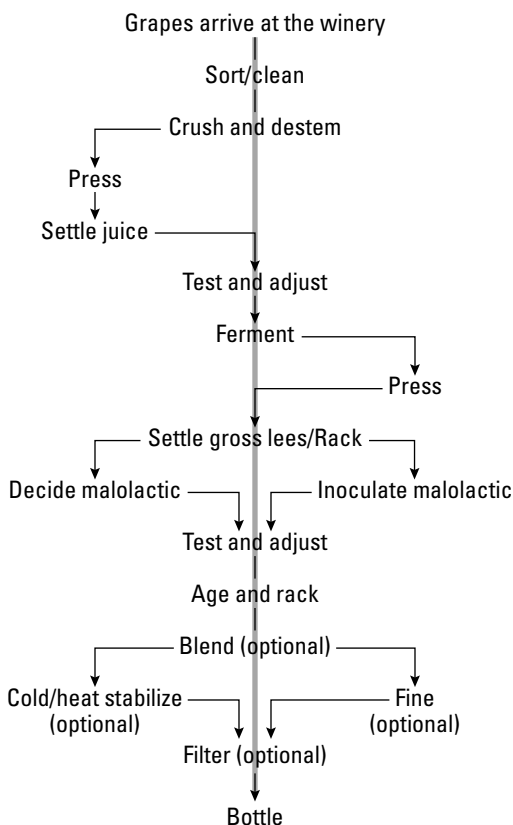 Grapes arrive at the winery
Sort/clean
Crush and destem
Press
Settle juice
Test and adjust
Ferment
Press
Settle gross lees/Rack
Decide malolactic
Inoculate malolactic
Test and adjust
Age and rack
Blend (optional)
Cold/heat stabilize
(optional)
Fine
(optional)
Filter (optional)
Bottle